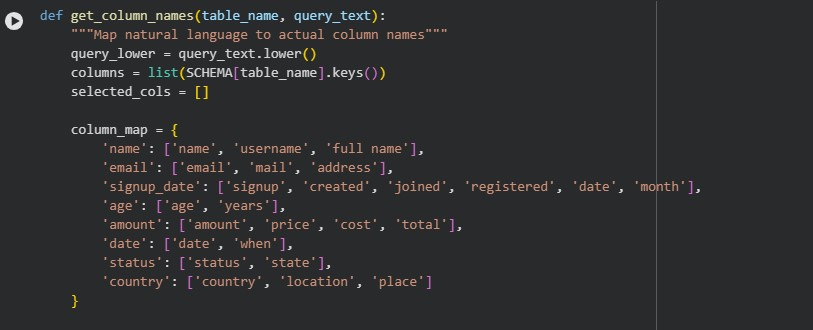 def get_column_names(table_name, query_text):
    """Map natural language to actual column names"""
    query_lower = query_text.lower()
    columns = list(SCHEMA[table_name].keys())
    selected_cols = []

    column_map = {
        'name': ['name', 'username', 'full name'],
        'email': ['email', 'mail', 'address'],
        'signup_date': ['signup', 'created', 'joined', 'registered', 'date', 'month'],
        'age': ['age', 'years'],
        'amount': ['amount', 'price', 'cost', 'total'],
        'date': ['date', 'when'],
        'status': ['status', 'state'],
        'country': ['country', 'location', 'place']
    }